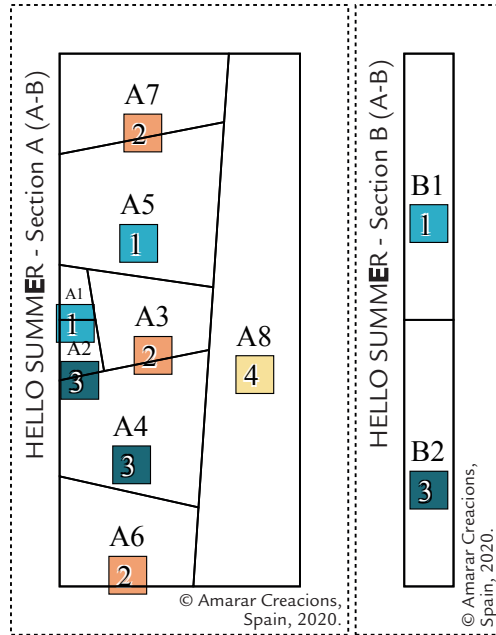 HELLO SUMMER - Section A (A-B)
A7
2
A5
1
A1
1
A2
3
A3
2
A8
4
A4
3
A6
2
© Amarar Creacions,
Spain, 2020.
HELLO SUMMER - Section B (A-B)
B1
1
B2
3
© Amarar Creacions,
Spain, 2020.